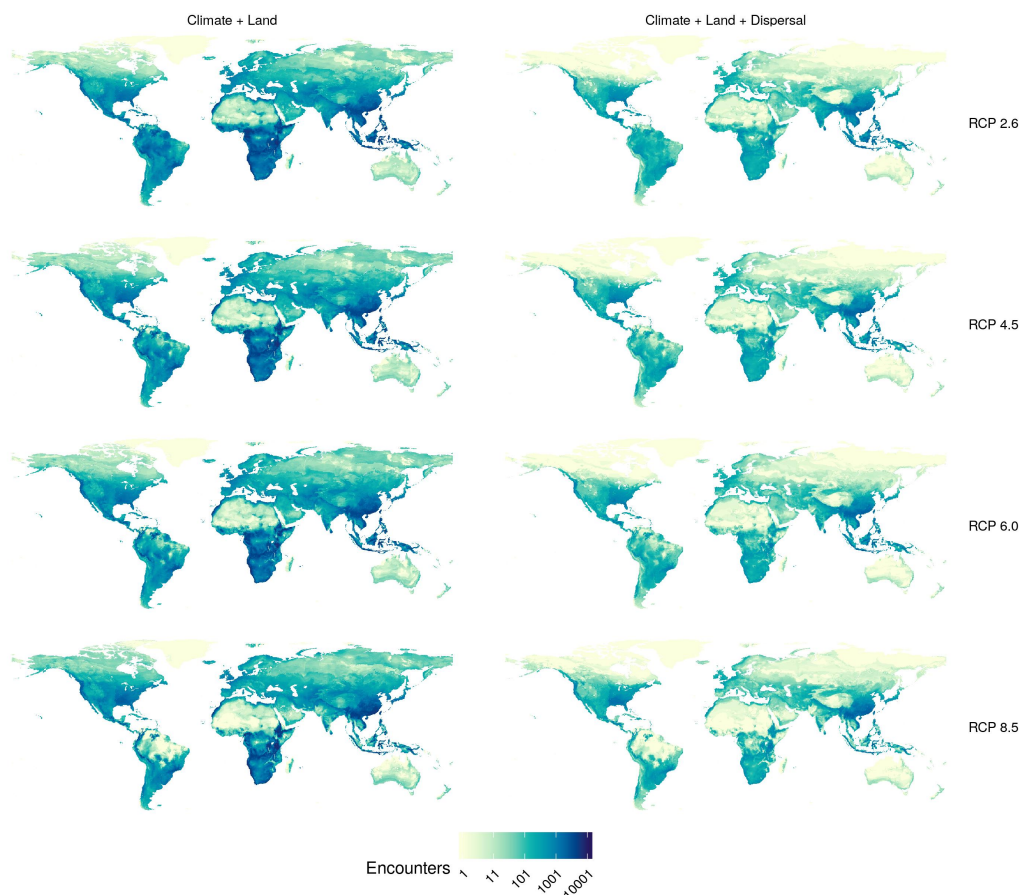 Climate + Land
Climate + Land + Dispersal
RCP 2.6
RCP 4.5
RCP 6.0
RCP 8.5
Encounters
1
11
101
1001
10001